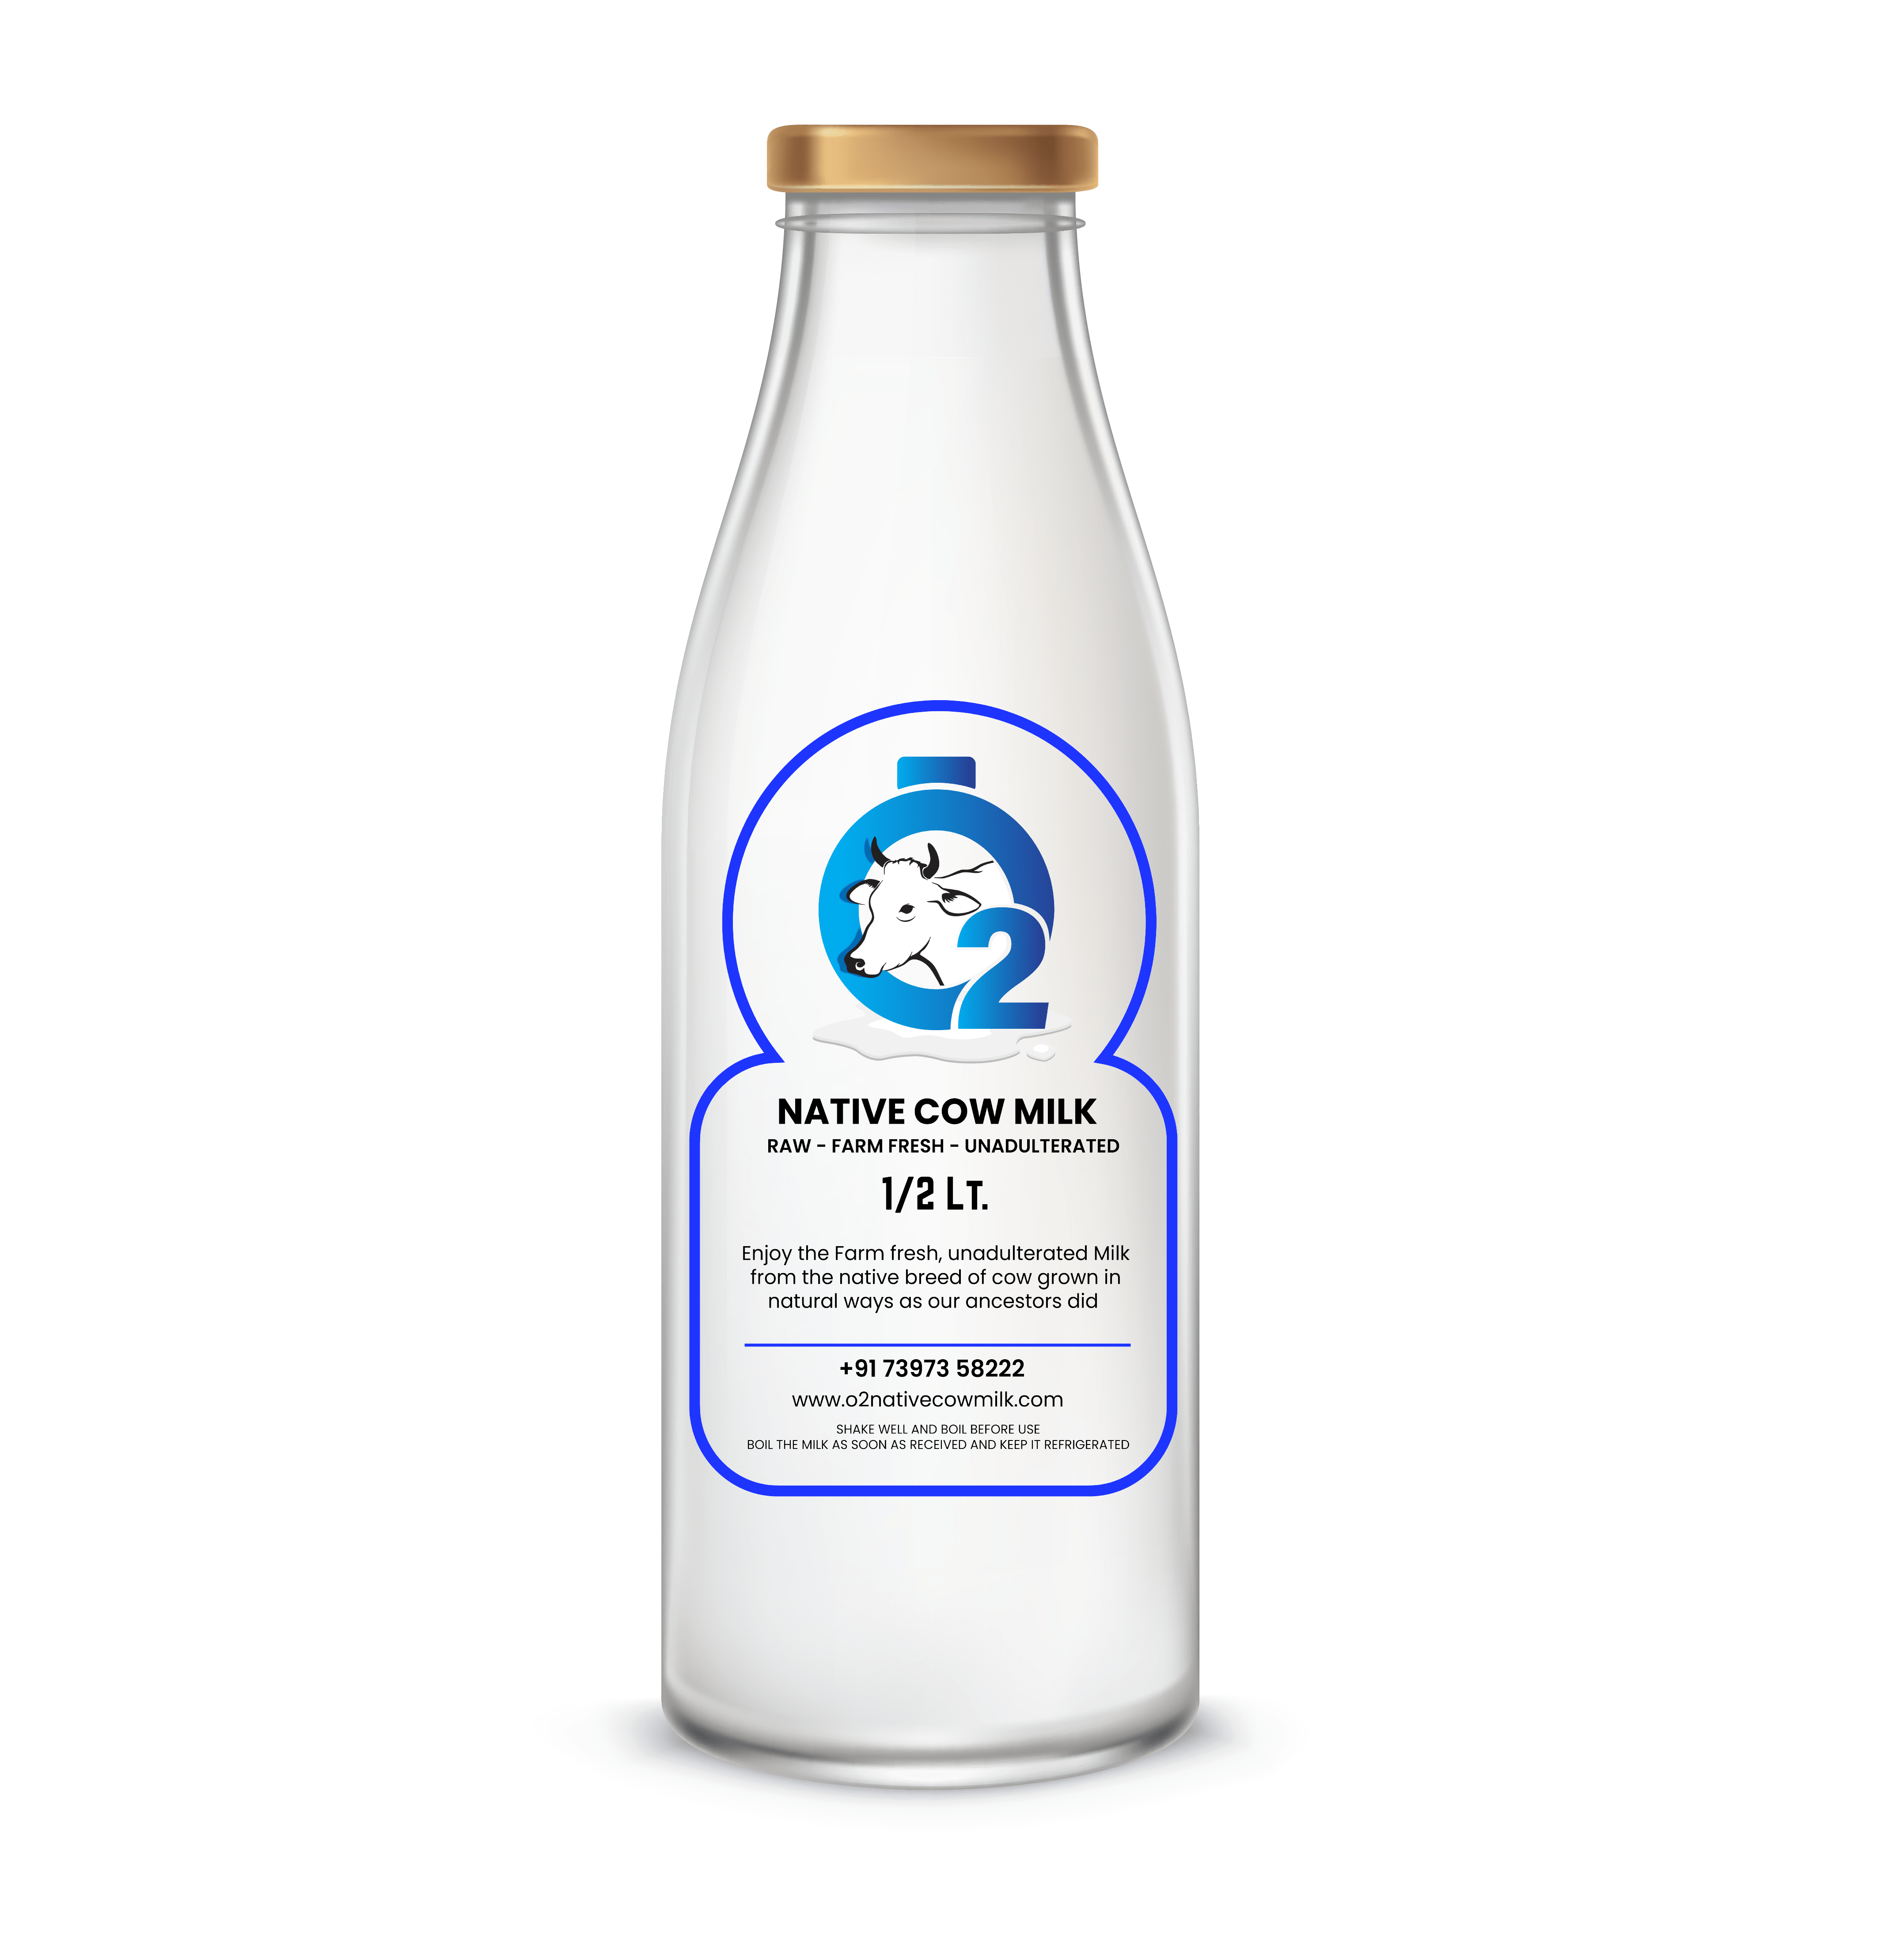 O2
NATIVE COW MILK
RAW - FARM FRESH - UNADULTERATED
1/2 LT.
Enjoy the Farm fresh, unadulterated Milk
from the native breed of cow grown in
natural ways as our ancestors did
+91 73973 58222
www.o2nativecowmilk.com
SHAKE WELL AND BOIL BEFORE USE
BOIL THE MILK AS SOON AS RECEIVED AND KEEP IT REFRIGERATED